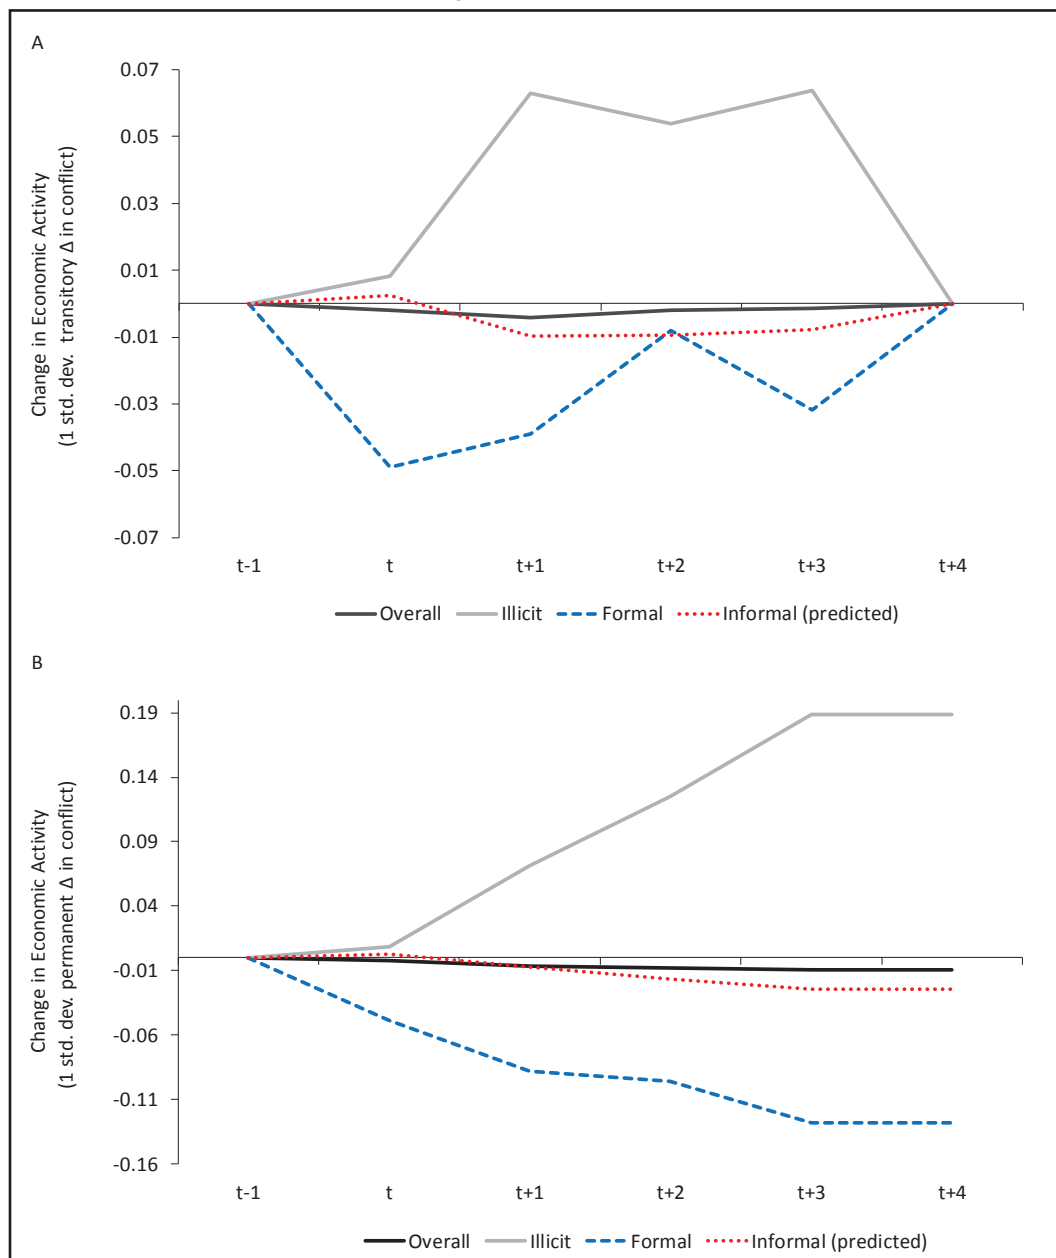 A
Change in Economic Activity
(1 std. dev. transitory Δ in conflict)
0.07
0.05
0.03
0.01
-0.01
-0.03
-0.05
-0.07
t-1 t t+1 t+2 t+3 t+4
Overall Illicit Formal Informal (predicted)
B
Change in Economic Activity
(1 std. dev. permanent Δ in conflict)
0.19
0.14
0.09
0.04
-0.01
-0.06
-0.11
-0.16
t-1 t t+1 t+2 t+3 t+4
Overall Illicit Formal Informal (predicted)